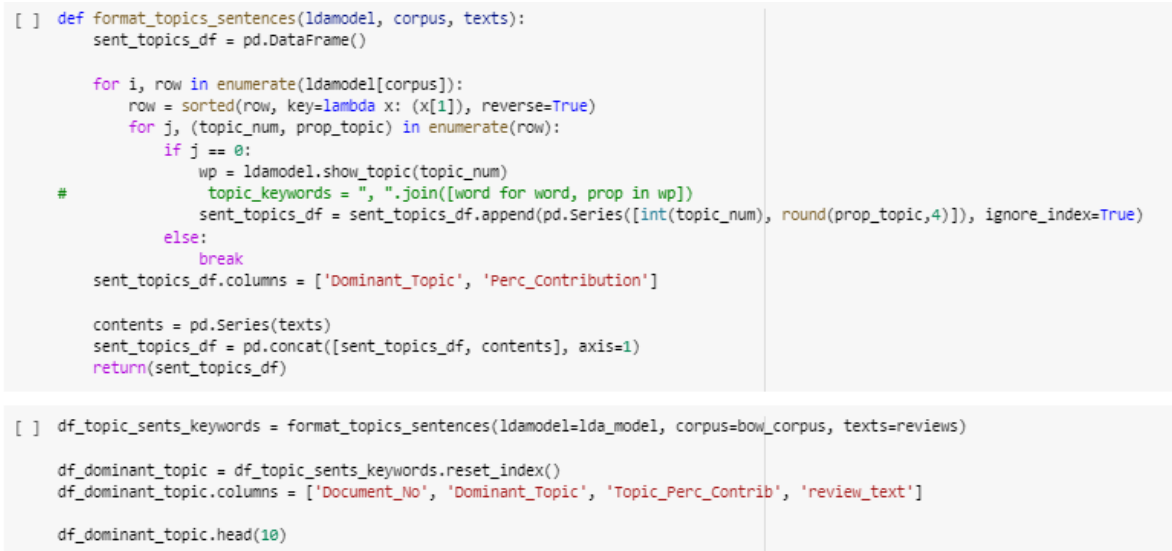 [ ] def format_topics_sentences(ldamodel, corpus, texts):
    sent_topics_df = pd.DataFrame()

    for i, row in enumerate(ldamodel[corpus]):
        row = sorted(row, key=lambda x: (x[1]), reverse=True)
        for j, (topic_num, prop_topic) in enumerate(row):
            if j == 0:
                wp = ldamodel.show_topic(topic_num)
#                topic_keywords = ", ".join([word for word, prop in wp])
                sent_topics_df = sent_topics_df.append(pd.Series([int(topic_num), round(prop_topic,4)]), ignore_index=True)
            else:
                break
    sent_topics_df.columns = ['Dominant_Topic', 'Perc_Contribution']

    contents = pd.Series(texts)
    sent_topics_df = pd.concat([sent_topics_df, contents], axis=1)
    return(sent_topics_df)

[ ] df_topic_sents_keywords = format_topics_sentences(ldamodel=lda_model, corpus=bow_corpus, texts=reviews)

    df_dominant_topic = df_topic_sents_keywords.reset_index()
    df_dominant_topic.columns = ['Document_No', 'Dominant_Topic', 'Topic_Perc_Contrib', 'review_text']

    df_dominant_topic.head(10)